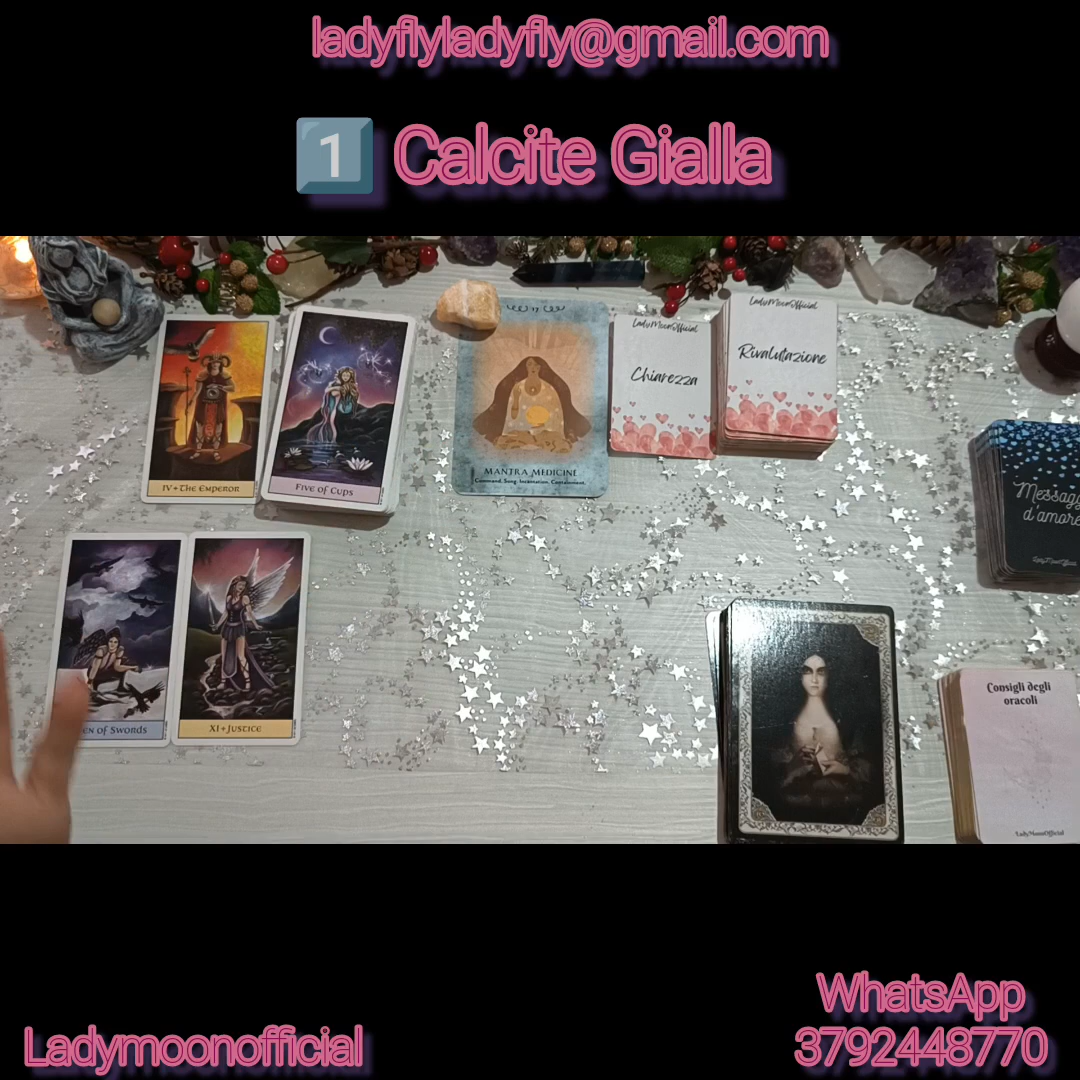 ladyflyladyfly@gmail.com
1 Calcite Gialla
LadyMoonOfficial
Rivalutazione
LadyMoonOfficial
Chiarezza
MANTRA MEDICINE
Command, Song, Incantation, Containment.
IV + The Emperor
Five of Cups
en of Swords
XI + Justice
d'amore
Consigli degli
oracoli
LadyMoonOfficial
Ladymoonofficial
WhatsApp
3792448770